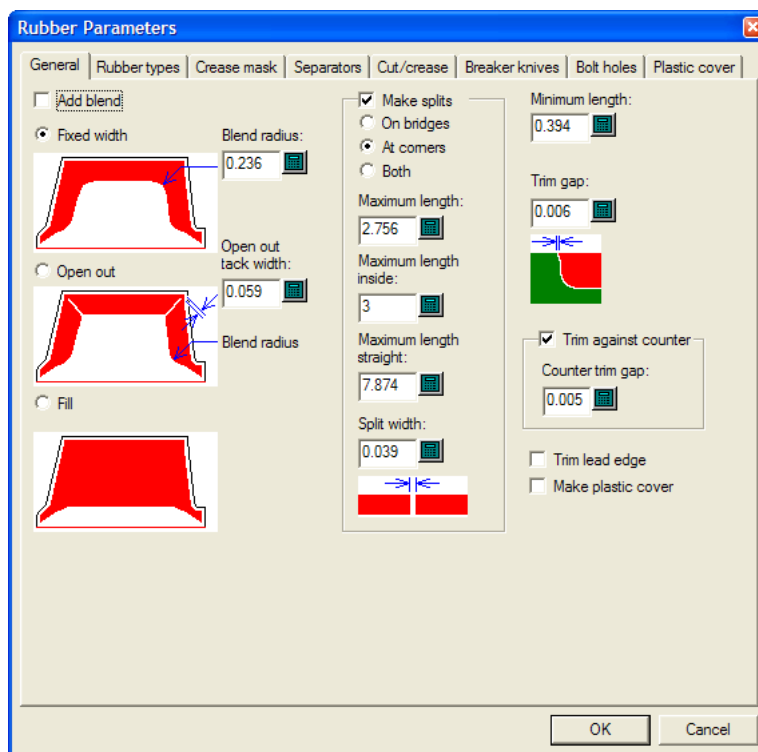 Rubber Parameters
General
Rubber types
Crease mask
Separators
Cut/crease
Breaker knives
Bolt holes
Plastic cover
Add blend
Fixed width
Blend radius:
0.236
Open out
Open out
tack width:
0.059
Blend radius
Fill
Make splits
On bridges
At corners
Both
Maximum length:
2.756
Maximum length
inside:
3
Maximum length
straight:
7.874
Split width:
0.039
Minimum length:
0.394
Trim gap:
0.006
Trim against counter
Counter trim gap:
0.005
Trim lead edge
Make plastic cover
OK
Cancel